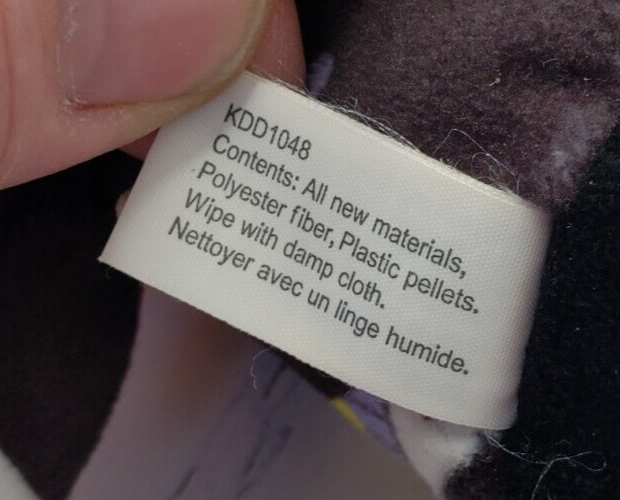 KDD1048
Contents: All new materials,
Polyester fiber, Plastic pellets.
Wipe with damp cloth.
Nettoyer avec un linge humide.